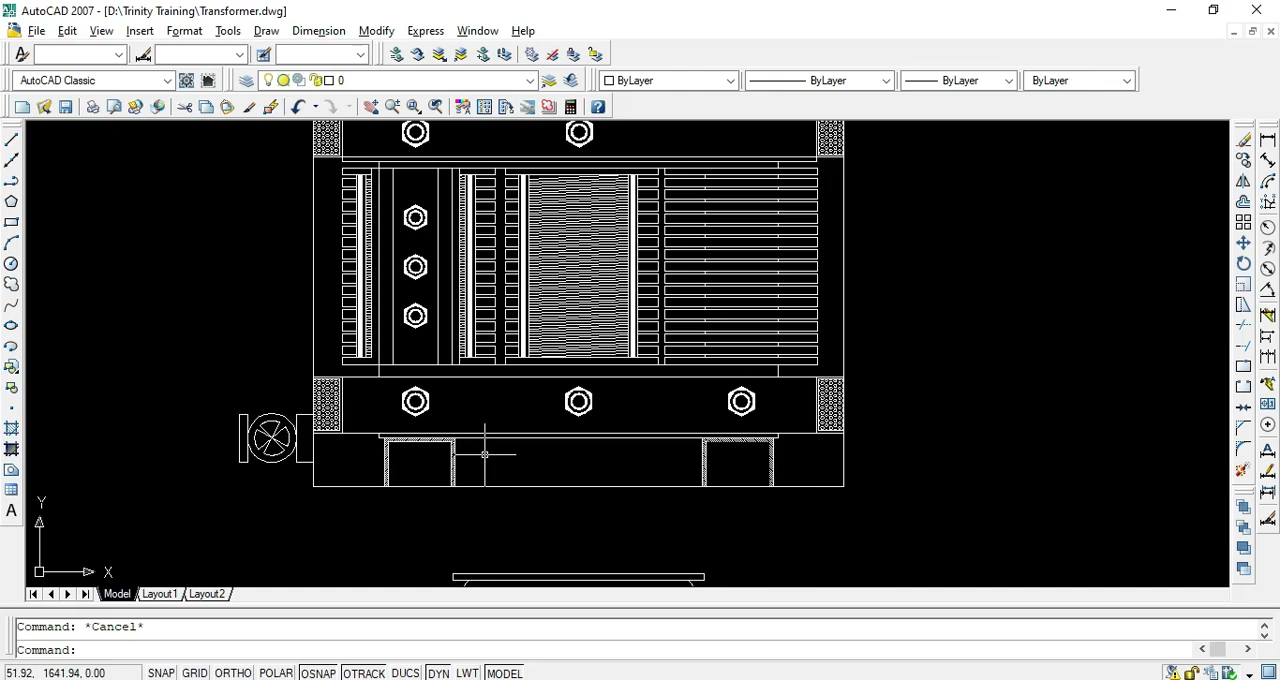 AutoCAD 2007 - [D:\Trinity Training\Transformer.dwg]
File Edit View Insert Format Tools Draw Dimension Modify Express Window Help
AutoCAD Classic 0 ByLayer ByLayer ByLayer ByLayer
A
Y
X
Model Layout1 Layout2
Command: *Cancel*
Command:
51.92, 1641.94, 0.00 SNAP GRID ORTHO POLAR OSNAP OTRACK DUCS DYN LWT MODEL